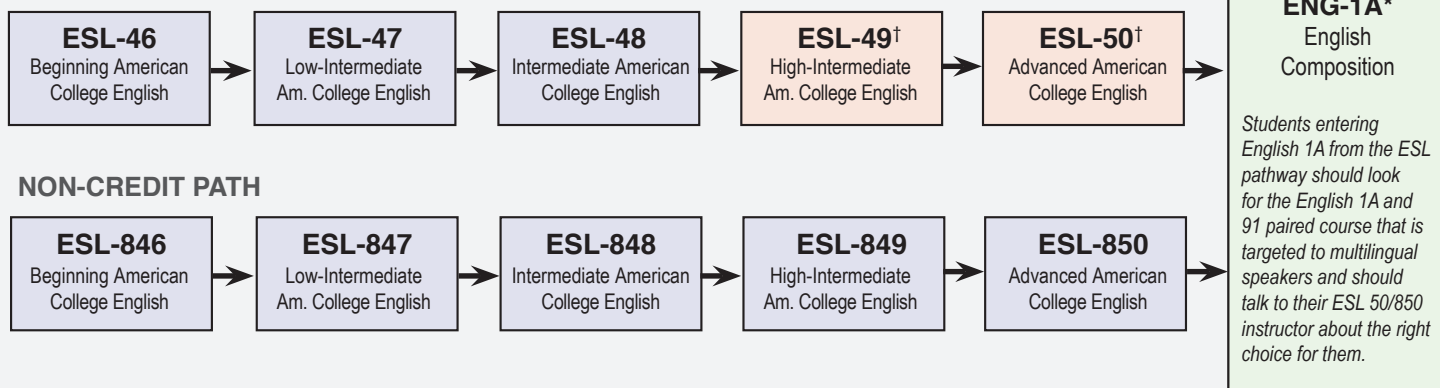 ESL-46
Beginning American
College English
ESL-47
Low-Intermediate
Am. College English
ESL-48
Intermediate American
College English
ESL-49†
High-Intermediate
Am. College English
ESL-50†
Advanced American
College English
ENG-1A*
English
Composition
Students entering
English 1A from the ESL
pathway should look
for the English 1A and
91 paired course that is
targeted to multilingual
speakers and should
talk to their ESL 50/850
instructor about the right
choice for them.
NON-CREDIT PATH
ESL-846
Beginning American
College English
ESL-847
Low-Intermediate
Am. College English
ESL-848
Intermediate American
College English
ESL-849
High-Intermediate
Am. College English
ESL-850
Advanced American
College English